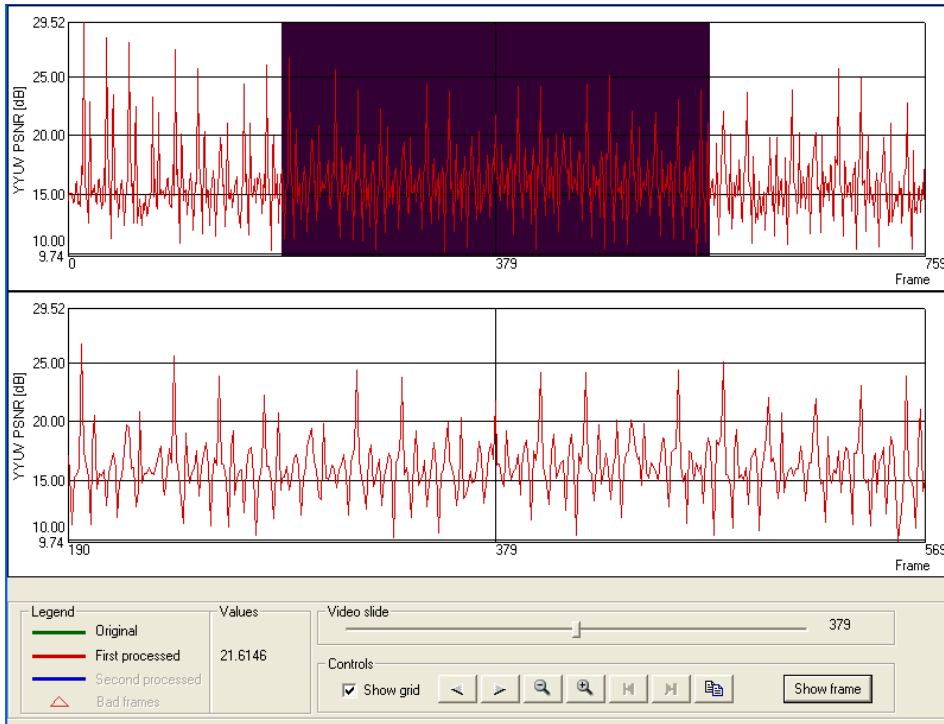 29.52
25.00
20.00
15.00
10.00
9.74
YYUV PSNR [dB]
0 379 759
Frame
29.52
25.00
20.00
15.00
10.00
9.74
YYUV PSNR [dB]
190 379 569
Frame
Legend
Original
First processed
Second processed
Bad frames
Values
21.6146
Video slide
379
Controls
Show grid
Show frame